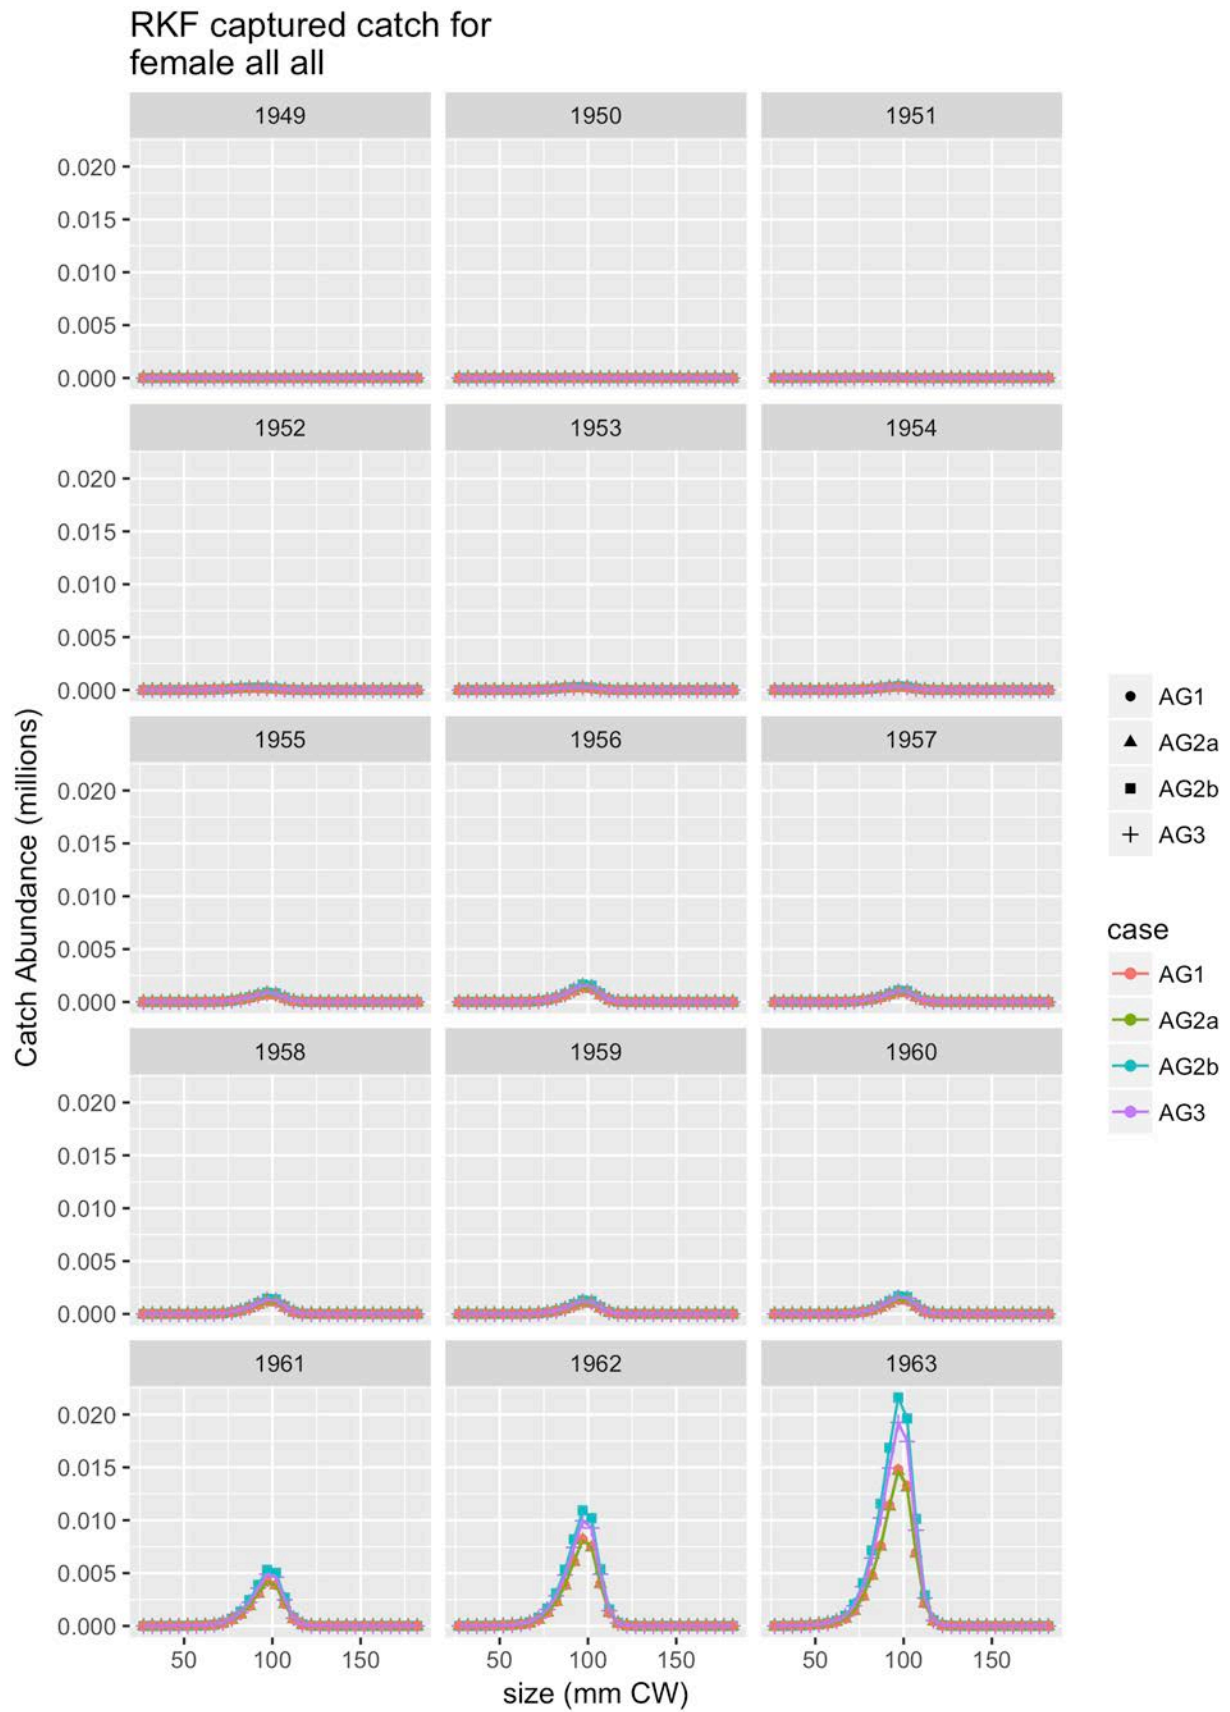 RKF captured catch for
female all all
1949 1950 1951
0.020
0.015
0.010
0.005
0.000
1952 1953 1954
0.020
0.015
0.010
0.005
0.000
1955 1956 1957
0.020
0.015
0.010
0.005
0.000
1958 1959 1960
0.020
0.015
0.010
0.005
0.000
1961 1962 1963
0.020
0.015
0.010
0.005
0.000
50 100 150 50 100 150 50 100 150
size (mm CW)
Catch Abundance (millions)
AG1
AG2a
AG2b
AG3
case
AG1
AG2a
AG2b
AG3